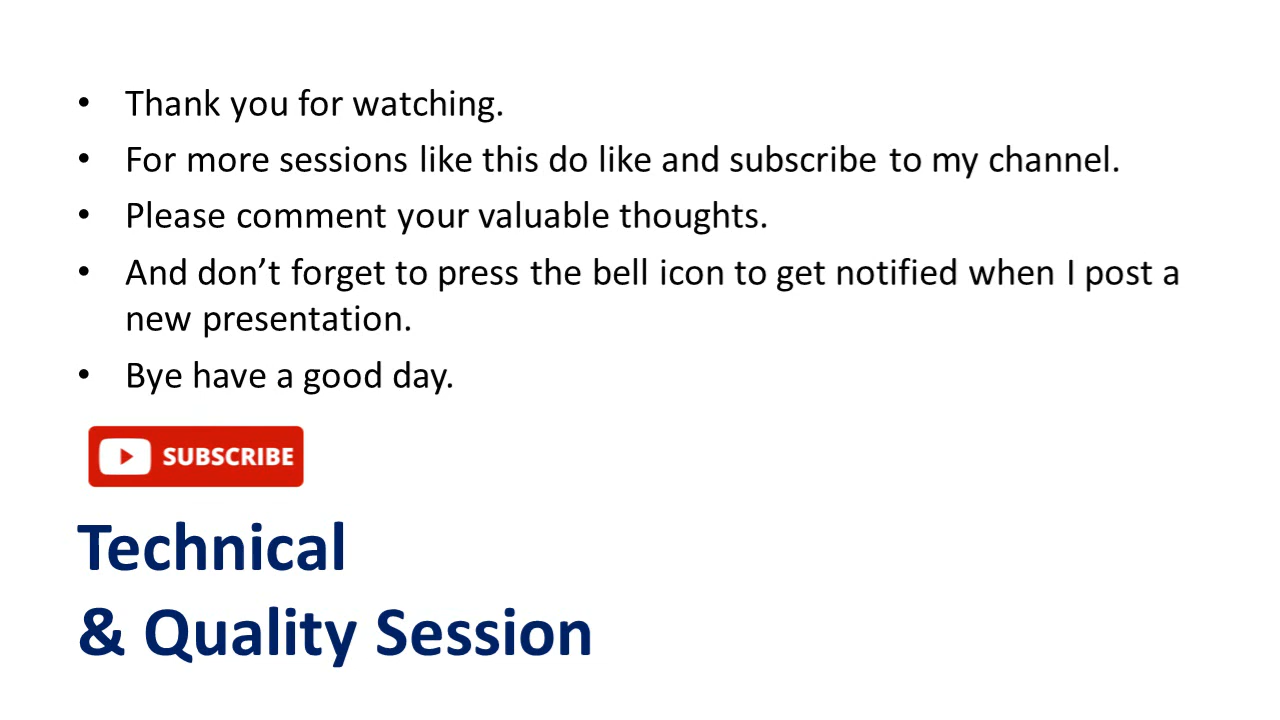 • Thank you for watching.
• For more sessions like this do like and subscribe to my channel.
• Please comment your valuable thoughts.
• And don’t forget to press the bell icon to get notified when I post a
new presentation.
• Bye have a good day.
SUBSCRIBE
Technical
& Quality Session